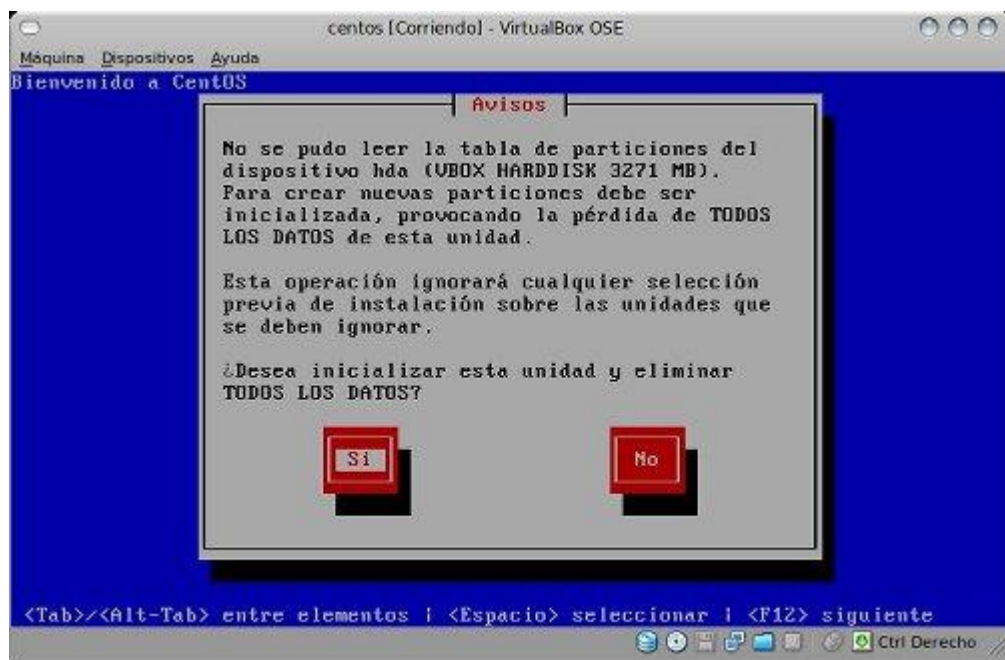 centos [Corriendo] - VirtualBox OSE
Máquina Dispositivos Ayuda
Bienvenido a CentOS
Avisos
No se pudo leer la tabla de particiones del
dispositivo hda (VBOX HARDDISK 3271 MB).
Para crear nuevas particiones debe ser
inicializada, provocando la pérdida de TODOS
LOS DATOS de esta unidad.
Esta operación ignorará cualquier selección
previa de instalación sobre las unidades que
se deben ignorar.
¿Desea inicializar esta unidad y eliminar
TODOS LOS DATOS?
Si No
<Tab>/<Alt-Tab> entre elementos | <Espacio> seleccionar | <F12> siguiente
Ctrl Derecho